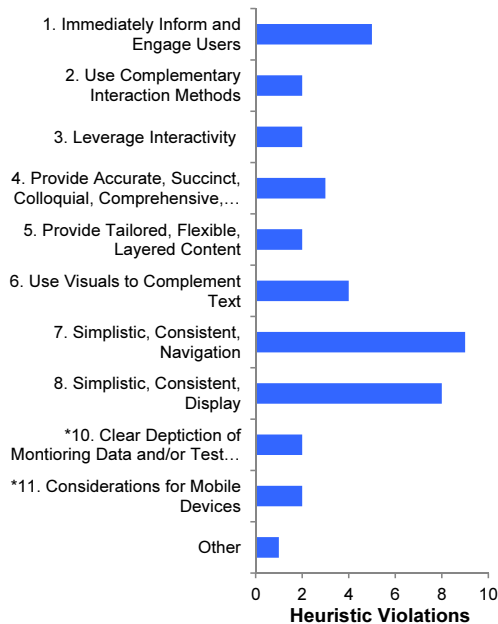 1. Immediately Inform and
Engage Users
2. Use Complementary
Interaction Methods
3. Leverage Interactivity
4. Provide Accurate, Succinct,
Colloquial, Comprehensive,…
5. Provide Tailored, Flexible,
Layered Content
6. Use Visuals to Complement
Text
7. Simplistic, Consistent,
Navigation
8. Simplistic, Consistent,
Display
*10. Clear Deptiction of
Montioring Data and/or Test…
*11. Considerations for Mobile
Devices
Other
0 2 4 6 8 10
Heuristic Violations